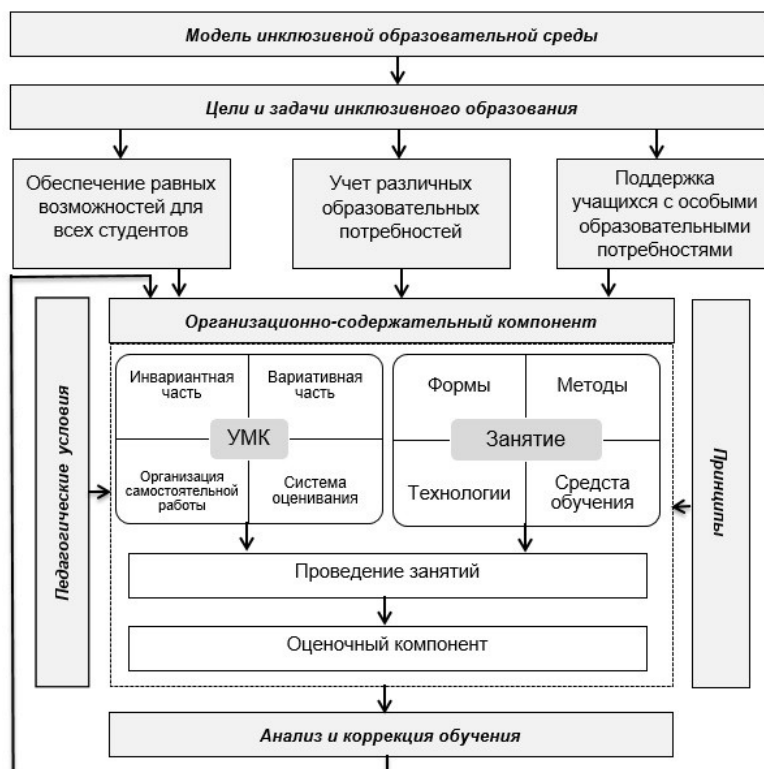 Модель инклюзивной образовательной среды
Цели и задачи инклюзивного образования
Обеспечение равных
возможностей для
всех студентов
Учет различных
образовательных
потребностей
Поддержка
учащихся с особыми
образовательными
потребностями
Организационно-содержательный компонент
Педагогические условия
Инвариантная
часть
Вариативная
часть
УМК
Организация
самостоятельной
работы
Система
оценивания
Формы
Методы
Занятие
Технологии
Средста
обучения
Принципы
Проведение занятий
Оценочный компонент
Анализ и коррекция обучения